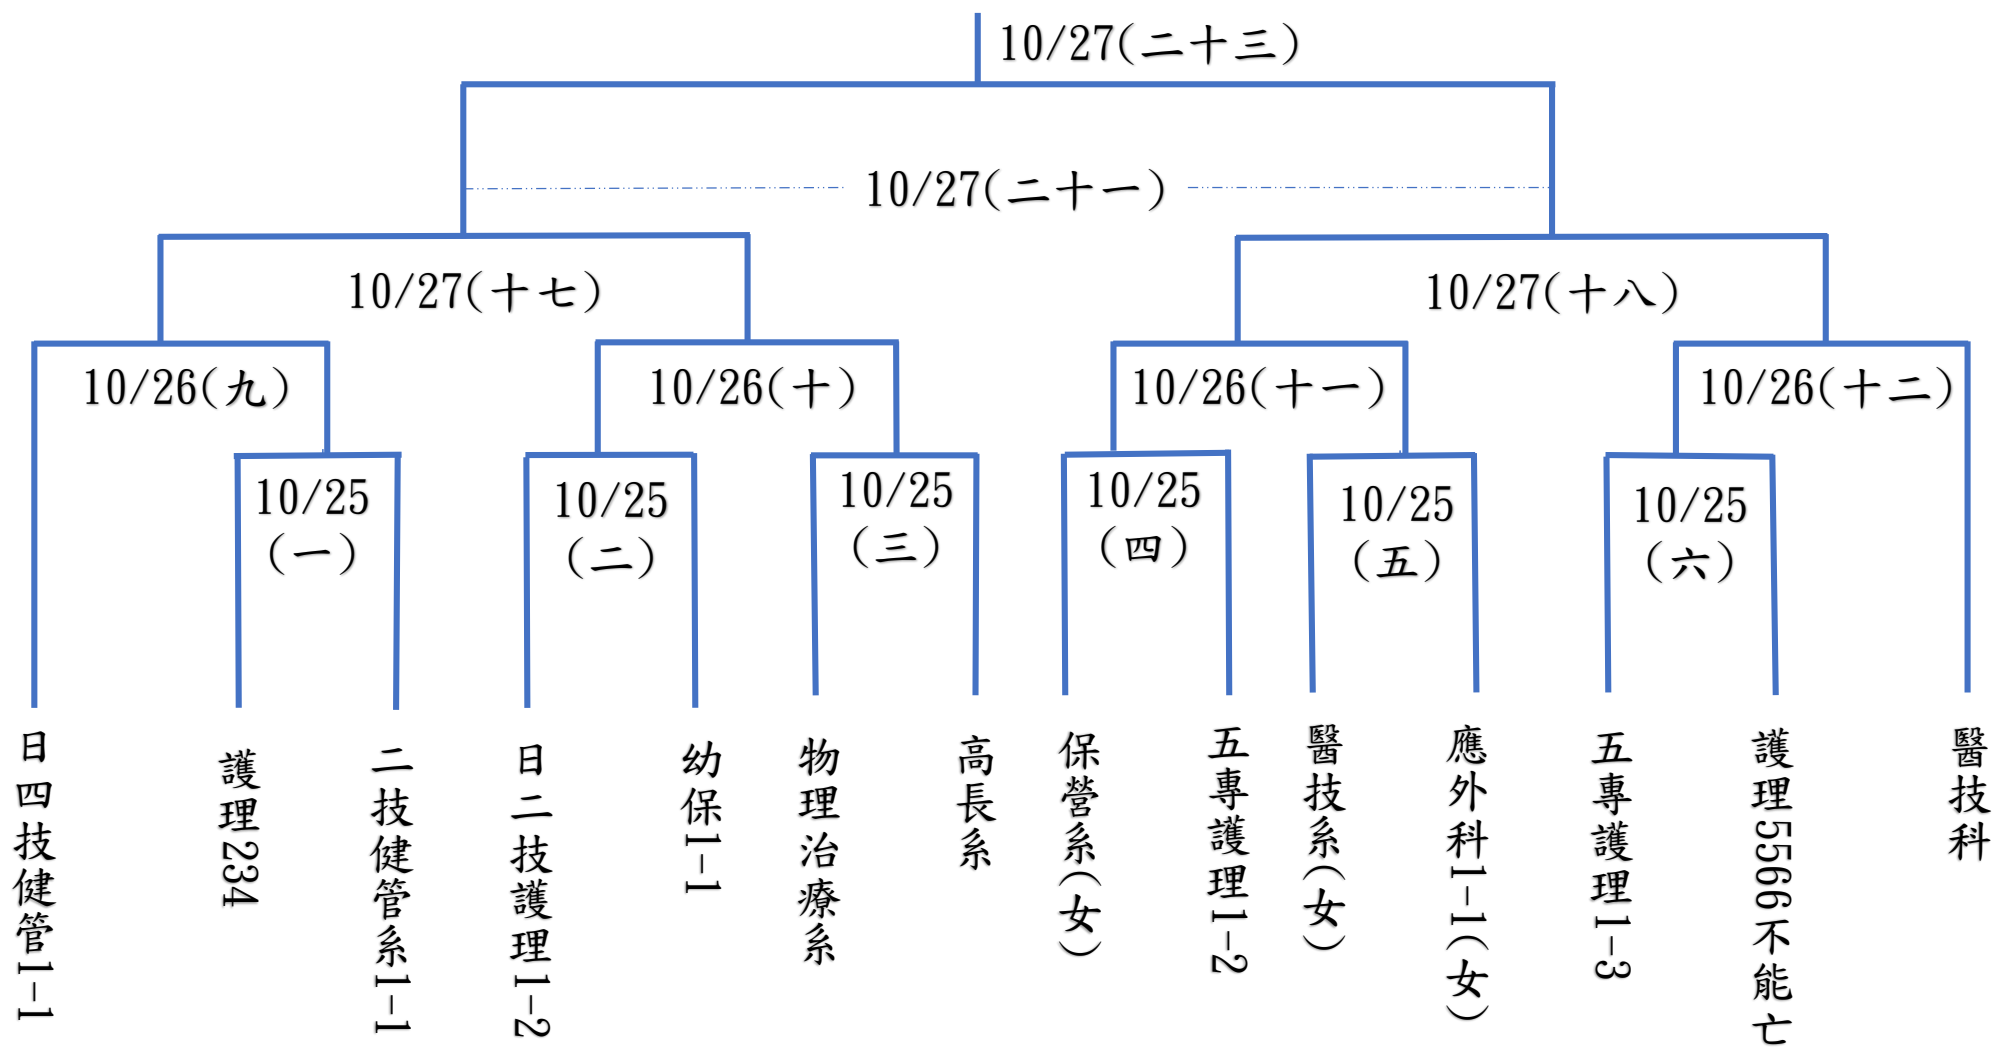 10/27(二十三)
10/27(二十一)
10/27(十七)
10/27(十八)
10/26(九)
10/26(十)
10/26(十一)
10/26(十二)
10/25
(一)
10/25
(二)
10/25
(三)
10/25
(四)
10/25
(五)
10/25
(六)
日四技健管1-1
護理234
二技健管系1-1
日二技護理1-2
幼保1-1
物理治療系
高長系
保營系(女)
五專護理1-2
醫技系(女)
應外科1-1(女)
五專護理1-3
護理5566不能亡
醫技科